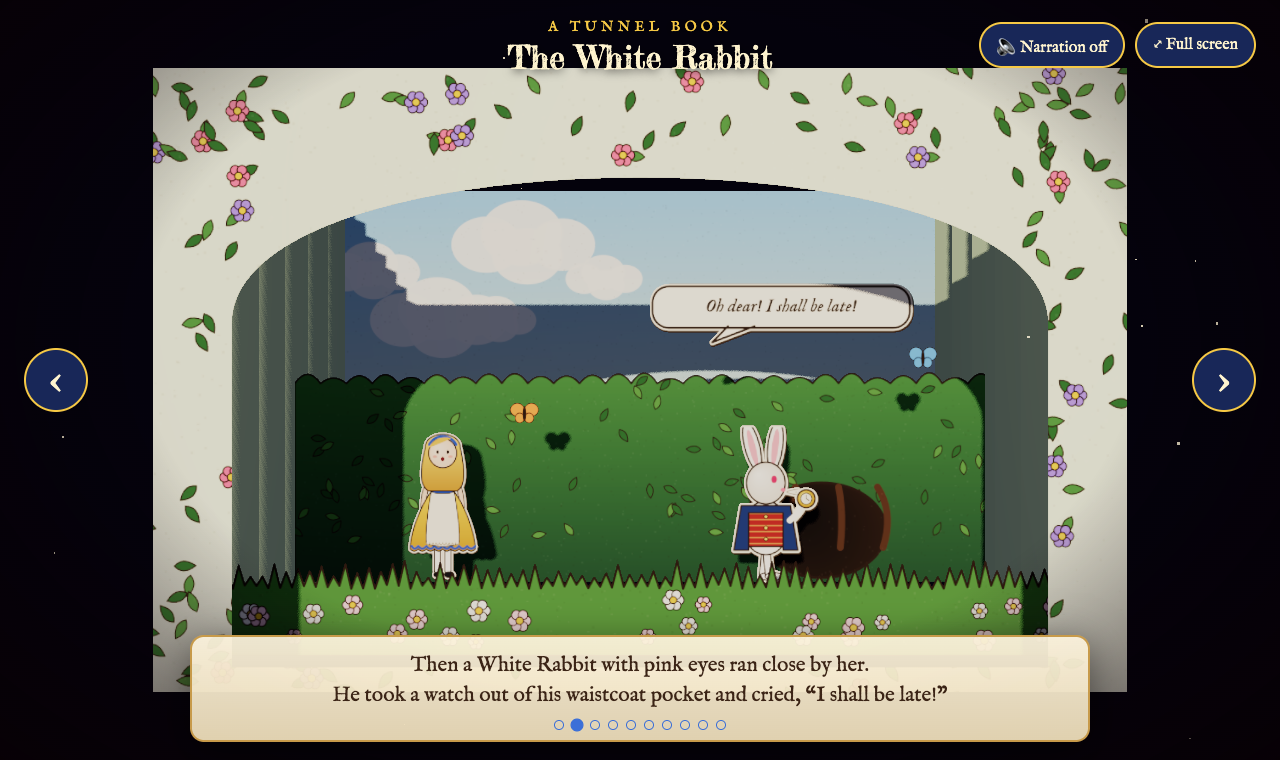 A TUNNEL BOOK
The White Rabbit
🔊 Narration off
⤢ Full screen
Oh dear! I shall be late!
‹
›
Then a White Rabbit with pink eyes ran close by her.
He took a watch out of his waistcoat pocket and cried, “I shall be late!”